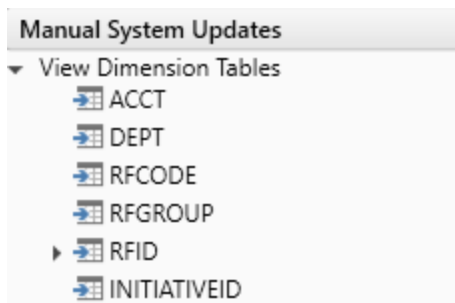 Manual System Updates
View Dimension Tables
ACCT
DEPT
RFCODE
RFGROUP
RFID
INITIATIVEID